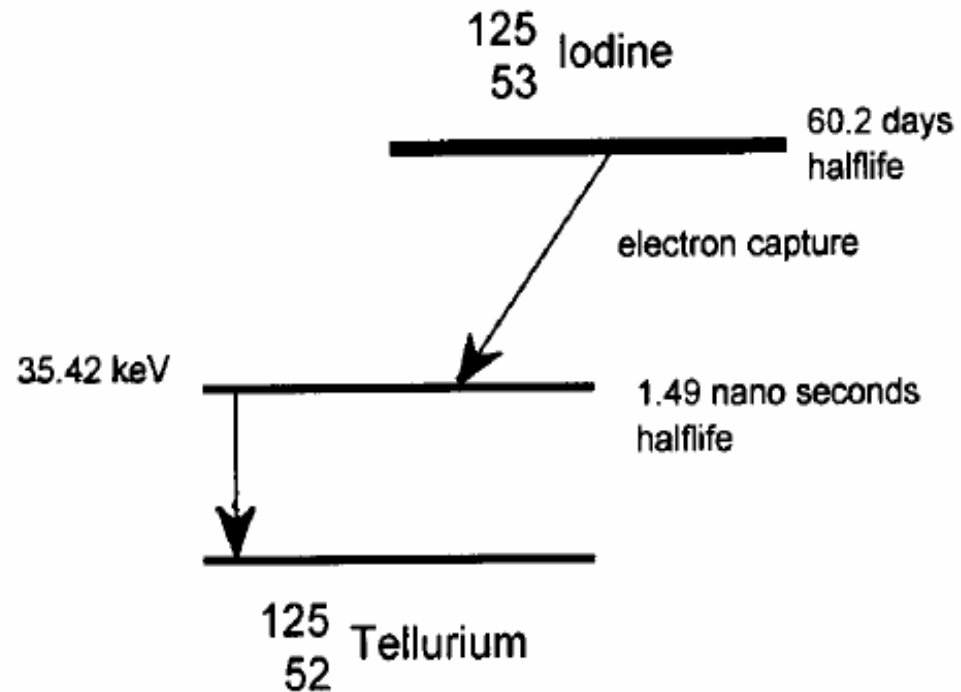 125
53 Iodine
60.2 days
halflife
electron capture
35.42 keV
1.49 nano seconds
halflife
125
52 Tellurium